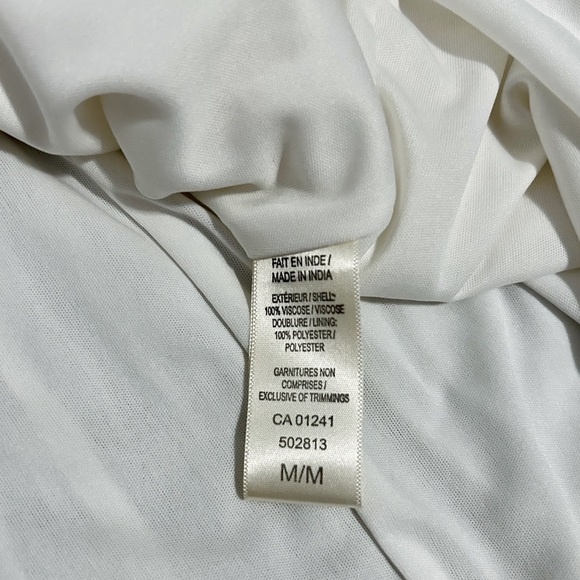 FAIT EN INDE /
MADE IN INDIA
EXTÉRIEUR / SHELL:
100% VISCOSE / VISCOSE
DOUBLURE / LINING:
100% POLYESTER /
POLYESTER
GARNITURES NON
COMPRISES /
EXCLUSIVE OF TRIMMINGS
CA 01241
502813
M/M